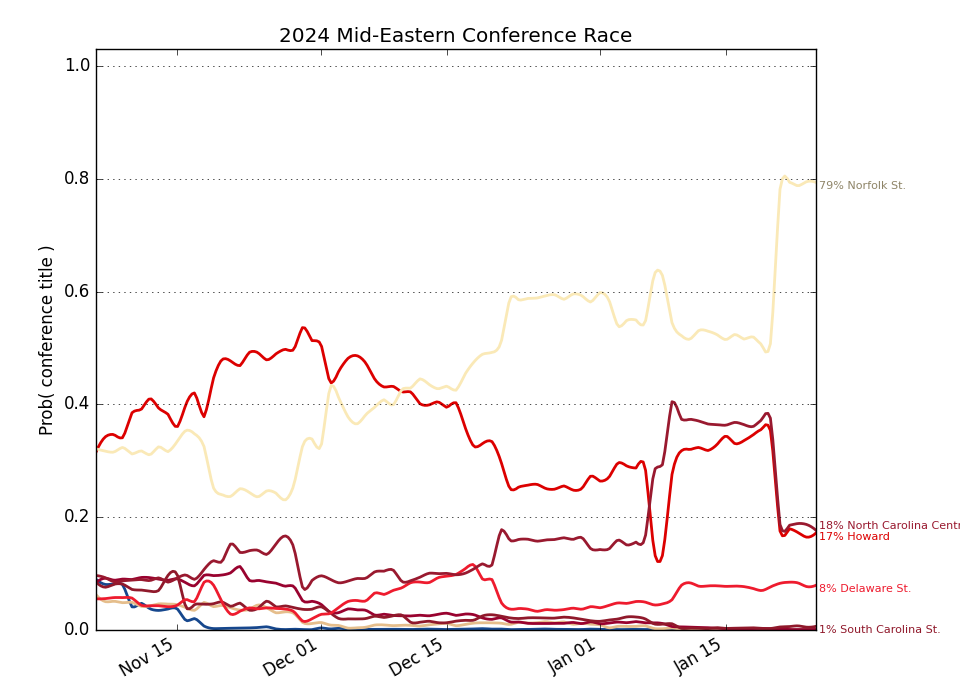 2024 Mid-Eastern Conference Race
1.0
0.8
0.6
0.4
0.2
0.0
Prob( conference title )
79% Norfolk St.
18% North Carolina Centr
17% Howard
8% Delaware St.
1% South Carolina St.
Nov 15
Dec 01
Dec 15
Jan 01
Jan 15